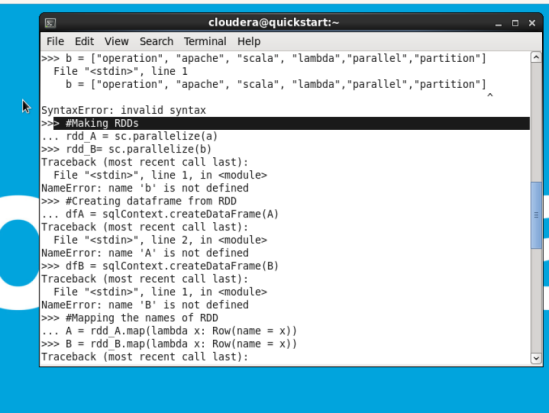 cloudera@quickstart:~
File Edit View Search Terminal Help
>>> b = ["operation", "apache", "scala", "lambda","parallel","partition"]
  File "<stdin>", line 1
    b = ["operation", "apache", "scala", "lambda","parallel","partition"]
                                                                        ^
SyntaxError: invalid syntax
>>> #Making RDDs
... rdd_A = sc.parallelize(a)
>>> rdd_B= sc.parallelize(b)
Traceback (most recent call last):
  File "<stdin>", line 1, in <module>
NameError: name 'b' is not defined
>>> #Creating dataframe from RDD
... dfA = sqlContext.createDataFrame(A)
Traceback (most recent call last):
  File "<stdin>", line 2, in <module>
NameError: name 'A' is not defined
>>> dfB = sqlContext.createDataFrame(B)
Traceback (most recent call last):
  File "<stdin>", line 1, in <module>
NameError: name 'B' is not defined
>>> #Mapping the names of RDD
... A = rdd_A.map(lambda x: Row(name = x))
>>> B = rdd_B.map(lambda x: Row(name = x))
Traceback (most recent call last):